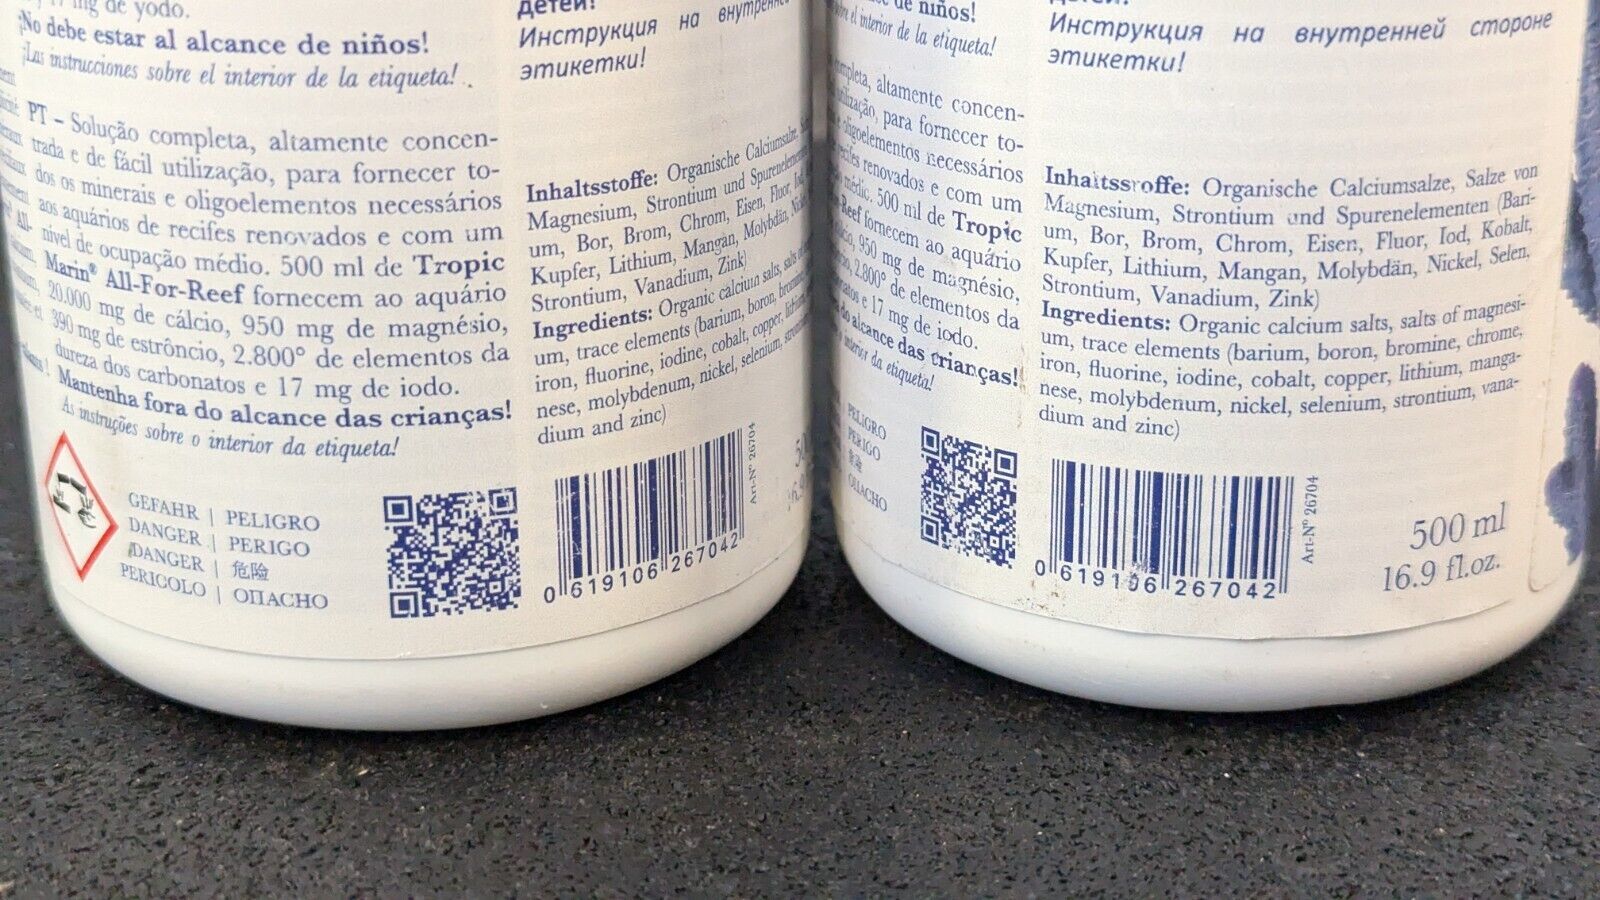 17 mg de yodo.
¡No debe estar al alcance de niños!
¡Las instrucciones sobre el interior de la etiqueta!
PT – Solução completa, altamente concen-
trada e de fácil utilização, para fornecer to-
dos os minerais e oligoelementos necessários
aos aquários de recifes renovados e com um
nível de ocupação médio. 500 ml de Tropic
Marin® All-For-Reef fornecem ao aquário
20.000 mg de cálcio, 950 mg de magnésio,
390 mg de estrôncio, 2.800° de elementos da
dureza dos carbonatos e 17 mg de iodo.
Mantenha fora do alcance das crianças!
As instruções sobre o interior da etiqueta!
GEFAHR | PELIGRO
DANGER | PERIGO
DANGER | 危險
PERICOLO | ОПАСНО
детей!
Инструкция на внутренней
этикетки!
Inhaltsstoffe: Organische Calciumsalze,
Magnesium, Strontium und Spurenelementen
um, Bor, Brom, Chrom, Eisen, Fluor, Iod,
Kupfer, Lithium, Mangan, Molybdän,
Strontium, Vanadium, Zink)
Ingredients: Organic calcium salts, salts of
um, trace elements (barium, boron, bromine,
iron, fluorine, iodine, cobalt, copper, lithium,
nese, molybdenum, nickel, selenium, strontium,
dium and zinc)
0 619106 267042
Art-Nº 26704
de niños!
el interior de la etiqueta!
completa, altamente concen-
utilização, para fornecer to-
oligoelementos necessários
recifes renovados e com um
médio. 500 ml de Tropic
fornecem ao aquário
950 mg de magnésio,
2.800° de elementos da
e 17 mg de iodo.
do alcance das crianças!
interior da etiqueta!
PELIGRO
PERIGO
危險
ОПАСНО
Инструкция на внутренней стороне
этикетки!
Inhaltsstoffe: Organische Calciumsalze, Salze von
Magnesium, Strontium und Spurenelementen (Bari-
um, Bor, Brom, Chrom, Eisen, Fluor, Iod, Kobalt,
Kupfer, Lithium, Mangan, Molybdän, Nickel, Selen,
Strontium, Vanadium, Zink)
Ingredients: Organic calcium salts, salts of magnesi-
um, trace elements (barium, boron, bromine, chrome,
iron, fluorine, iodine, cobalt, copper, lithium, manga-
nese, molybdenum, nickel, selenium, strontium, vana-
dium and zinc)
0 619106 267042
Art-Nº 26704
500 ml
16.9 fl.oz.